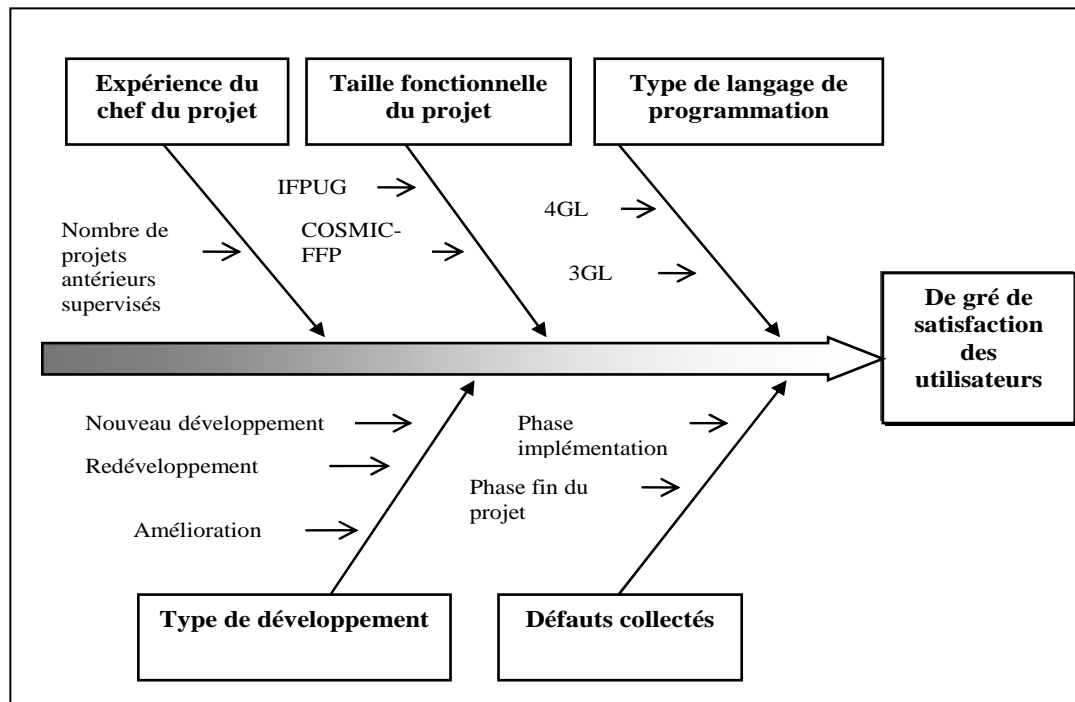 Expérience du
chef du projet
Taille fonctionnelle
du projet
Type de langage de
programmation
IFPUG
COSMIC-
FFP
4GL
3GL
Nombre de
projets
antérieurs
supervisés
De gré de
satisfaction
des
utilisateurs
Nouveau développement
Redéveloppement
Amélioration
Phase
implémentation
Phase fin du
projet
Type de développement
Défauts collectés